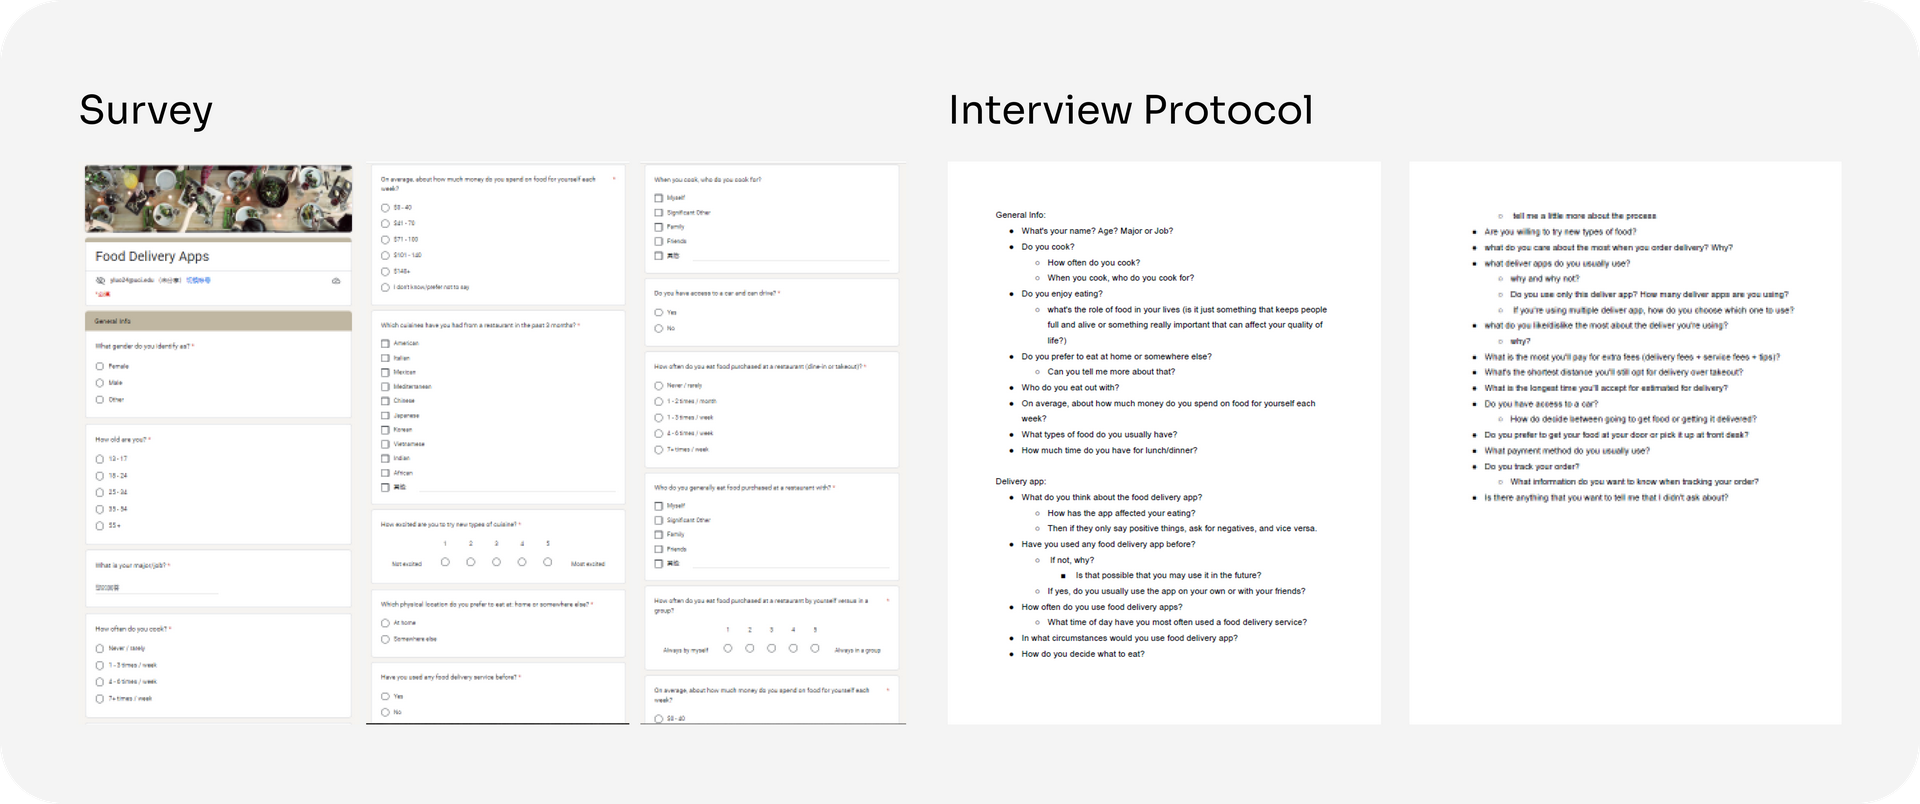 Survey
Interview Protocol
Food Delivery Apps
General Info
What gender do you identify as? *
Female
Male
Other
How old are you? *
12 - 17
18 - 24
25 - 34
35 - 54
55 +
What is your major/job? *
How often do you cook? *
Never / rarely
1 - 3 times / week
4 - 6 times / week
7+ times / week
On average, about how much money do you spend on food for yourself each *
week?
$0 - 40
$41 - 70
$71 - 100
$101 - 140
$140+
I don't know/prefer not to say
Which cuisines have you had from a restaurant in the past 3 months? *
American
Italian
Mexican
Mediterranean
Chinese
Japanese
Korean
Vietnamese
Indian
African
其他:
How excited are you to try new types of cuisine? *
1 2 3 4 5
Not excited
Most excited
Which physical location do you prefer to eat at: home or somewhere else? *
At home
Somewhere else
Have you used any food delivery service before? *
Yes
No
When you cook, who do you cook for?
Myself
Significant Other
Family
Friends
其他:
Do you have access to a car and can drive? *
Yes
No
How often do you eat food purchased at a restaurant (dine-in or takeout)? *
Never / rarely
1 - 2 times / month
1 - 3 times / week
4 - 6 times / week
7+ times / week
Who do you generally eat food purchased at a restaurant with? *
Myself
Significant Other
Family
Friends
其他:
How often do you eat food purchased at a restaurant by yourself versus in a *
group?
1 2 3 4 5
Always by myself
Always in a group
On average, about how much money do you spend on food for yourself each *
week?
$0 - 40
General Info:
● What's your name? Age? Major or Job?
● Do you cook?
○ How often do you cook?
○ When you cook, who do you cook for?
● Do you enjoy eating?
○ what's the role of food in your lives (is it just something that keeps people
full and alive or something really important that can affect your quality of
life?)
● Do you prefer to eat at home or somewhere else?
○ Can you tell me more about that?
● Who do you eat out with?
● On average, about how much money do you spend on food for yourself each
week?
● What types of food do you usually have?
● How much time do you have for lunch/dinner?
Delivery app:
● What do you think about the food delivery app?
○ How has the app affected your eating?
○ Then if they only say positive things, ask for negatives, and vice versa.
● Have you used any food delivery app before?
○ If not, why?
■ Is that possible that you may use it in the future?
○ If yes, do you usually use the app on your own or with your friends?
● How often do you use food delivery apps?
○ What time of day have you most often used a food delivery service?
● In what circumstances would you use food delivery app?
● How do you decide what to eat?
○ tell me a little more about the process
● Are you willing to try new types of food?
● what do you care about the most when you order delivery? Why?
● what deliver apps do you usually use?
○ why and why not?
○ Do you use only this deliver app? How many deliver apps are you using?
○ If you're using multiple deliver app, how do you choose which one to use?
● what do you like/dislike the most about the deliver you're using?
○ why?
● What is the most you'll pay for extra fees (delivery fees + service fees + tips)?
● What's the shortest distance you'll still opt for delivery over takeout?
● What is the longest time you'll accept for estimated for delivery?
● Do you have access to a car?
○ How do decide between going to get food or getting it delivered?
● Do you prefer to get your food at your door or pick it up at front desk?
● What payment method do you usually use?
● Do you track your order?
○ What information do you want to know when tracking your order?
● Is there anything that you want to tell me that I didn't ask about?